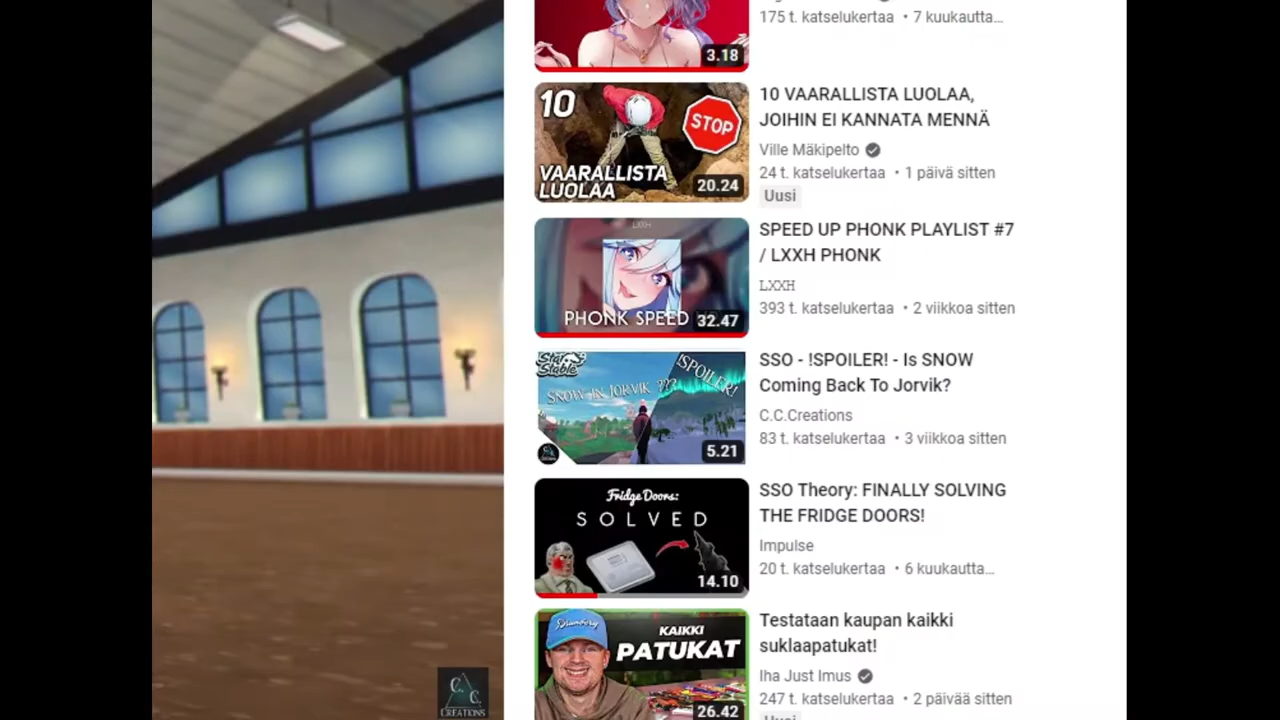 175 t. katselukertaa • 7 kuukautta...
3.18
10
STOP
VAARALLISTA
LUOLAA
20.24
10 VAARALLISTA LUOLAA,
JOIHIN EI KANNATA MENNÄ
Ville Mäkipelto
24 t. katselukertaa • 1 päivä sitten
Uusi
LXXH
PHONK SPEED
32.47
SPEED UP PHONK PLAYLIST #7
/ LXXH PHONK
LXXH
393 t. katselukertaa • 2 viikkoa sitten
Star
Stable
!SPOILER!
SNOW IN JORVIK ???
5.21
SSO - !SPOILER! - Is SNOW
Coming Back To Jorvik?
C.C.Creations
83 t. katselukertaa • 3 viikkoa sitten
Fridge Doors:
SOLVED
14.10
SSO Theory: FINALLY SOLVING
THE FRIDGE DOORS!
Impulse
20 t. katselukertaa • 6 kuukautta...
KAIKKI
PATUKAT
26.42
Testataan kaupan kaikki
suklaapatukat!
Iha Just Imus
247 t. katselukertaa • 2 päivää sitten
Uusi
C. C.
CREATIONS